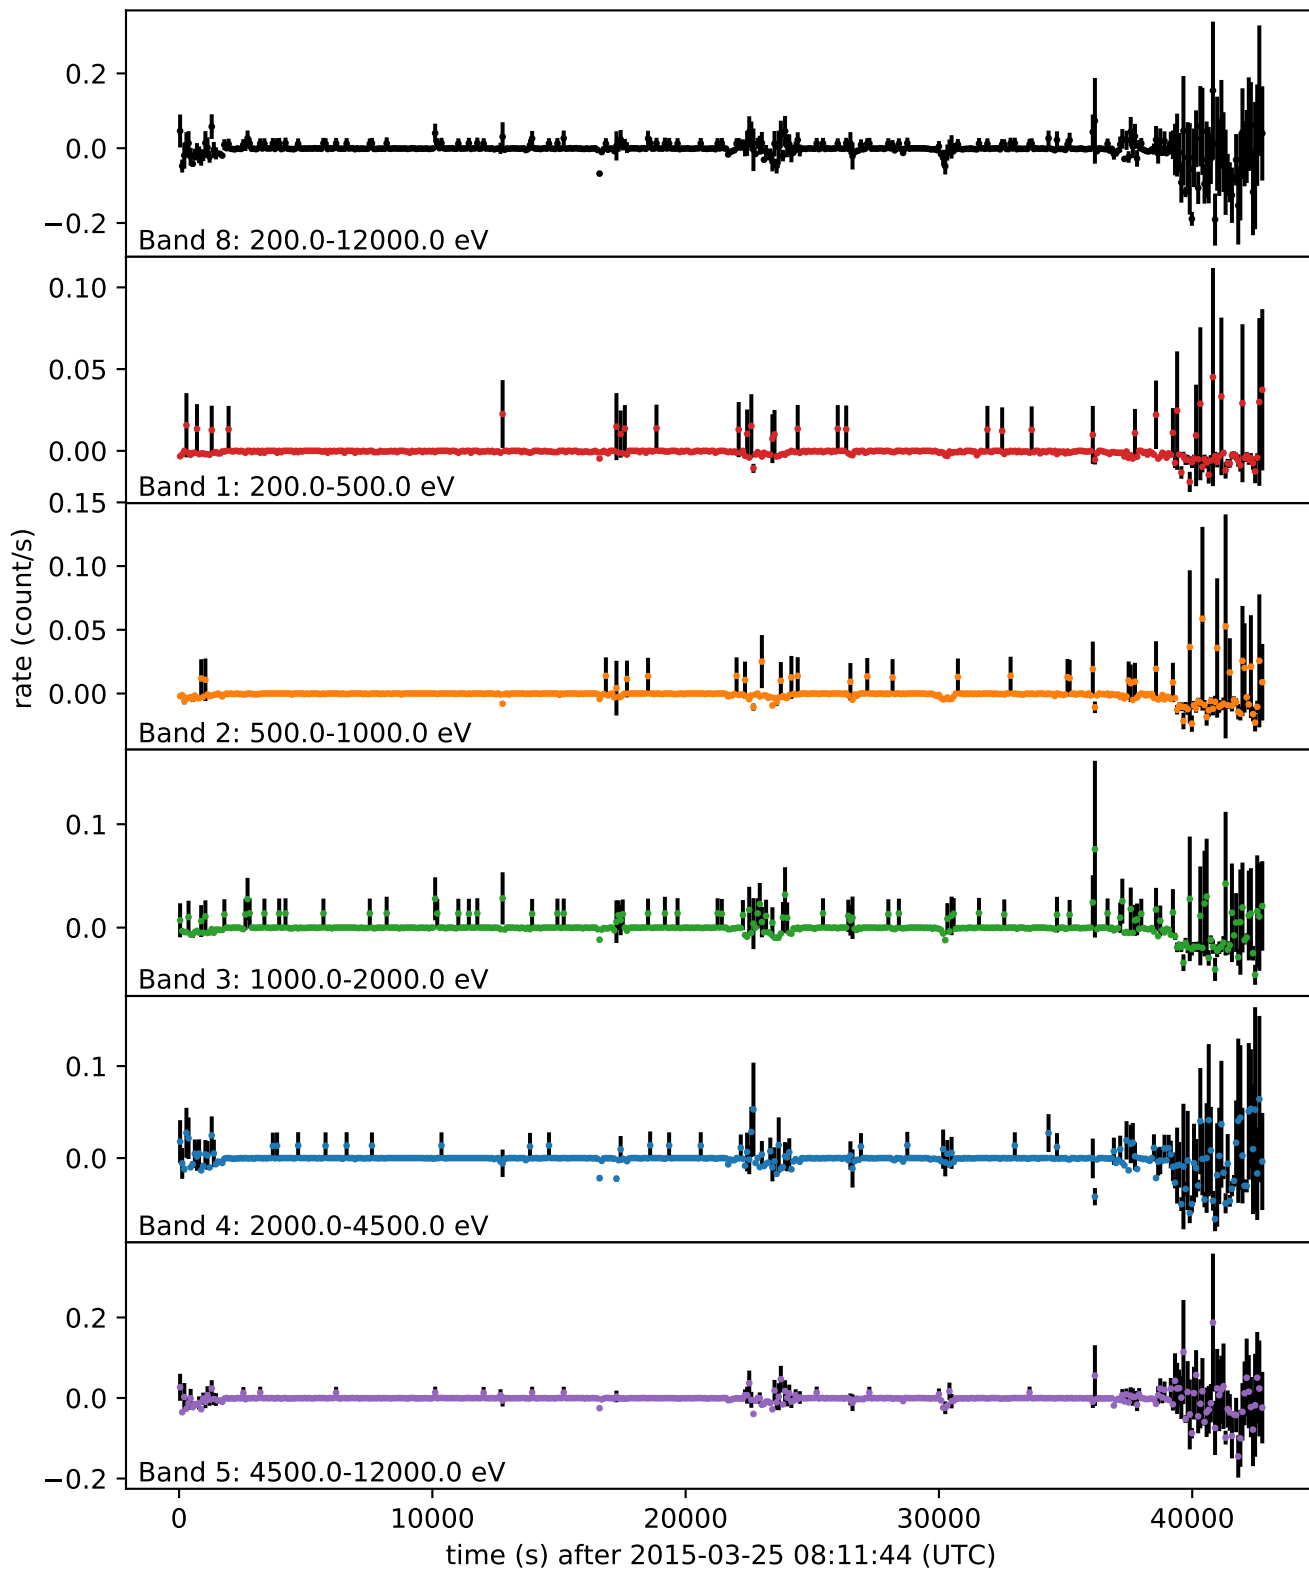 0.2
0.0
−0.2
Band 8: 200.0-12000.0 eV
0.10
0.05
0.00
Band 1: 200.0-500.0 eV
0.15
0.10
0.05
0.00
Band 2: 500.0-1000.0 eV
rate (count/s)
0.1
0.0
Band 3: 1000.0-2000.0 eV
0.1
0.0
Band 4: 2000.0-4500.0 eV
0.2
0.0
−0.2
Band 5: 4500.0-12000.0 eV
0 10000 20000 30000 40000
time (s) after 2015-03-25 08:11:44 (UTC)